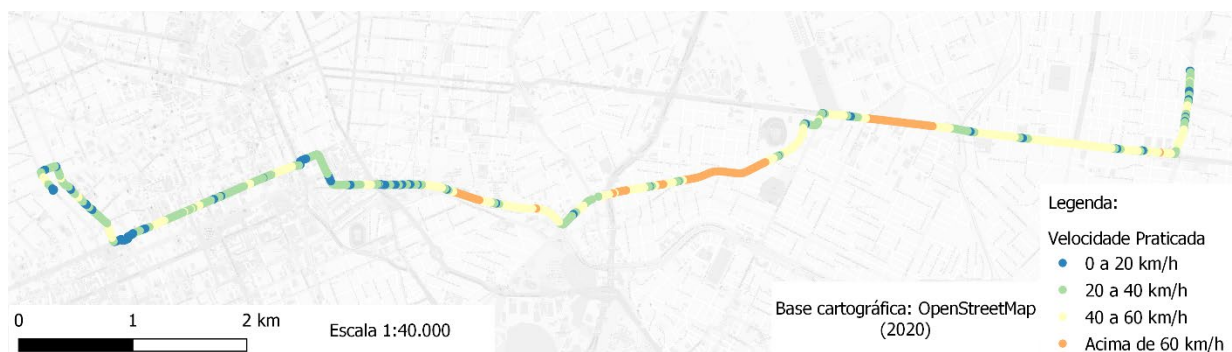 Legenda:
Velocidade Praticada
0 a 20 km/h
20 a 40 km/h
40 a 60 km/h
Acima de 60 km/h
Base cartográfica: OpenStreetMap
(2020)
0 1 2 km
Escala 1:40.000